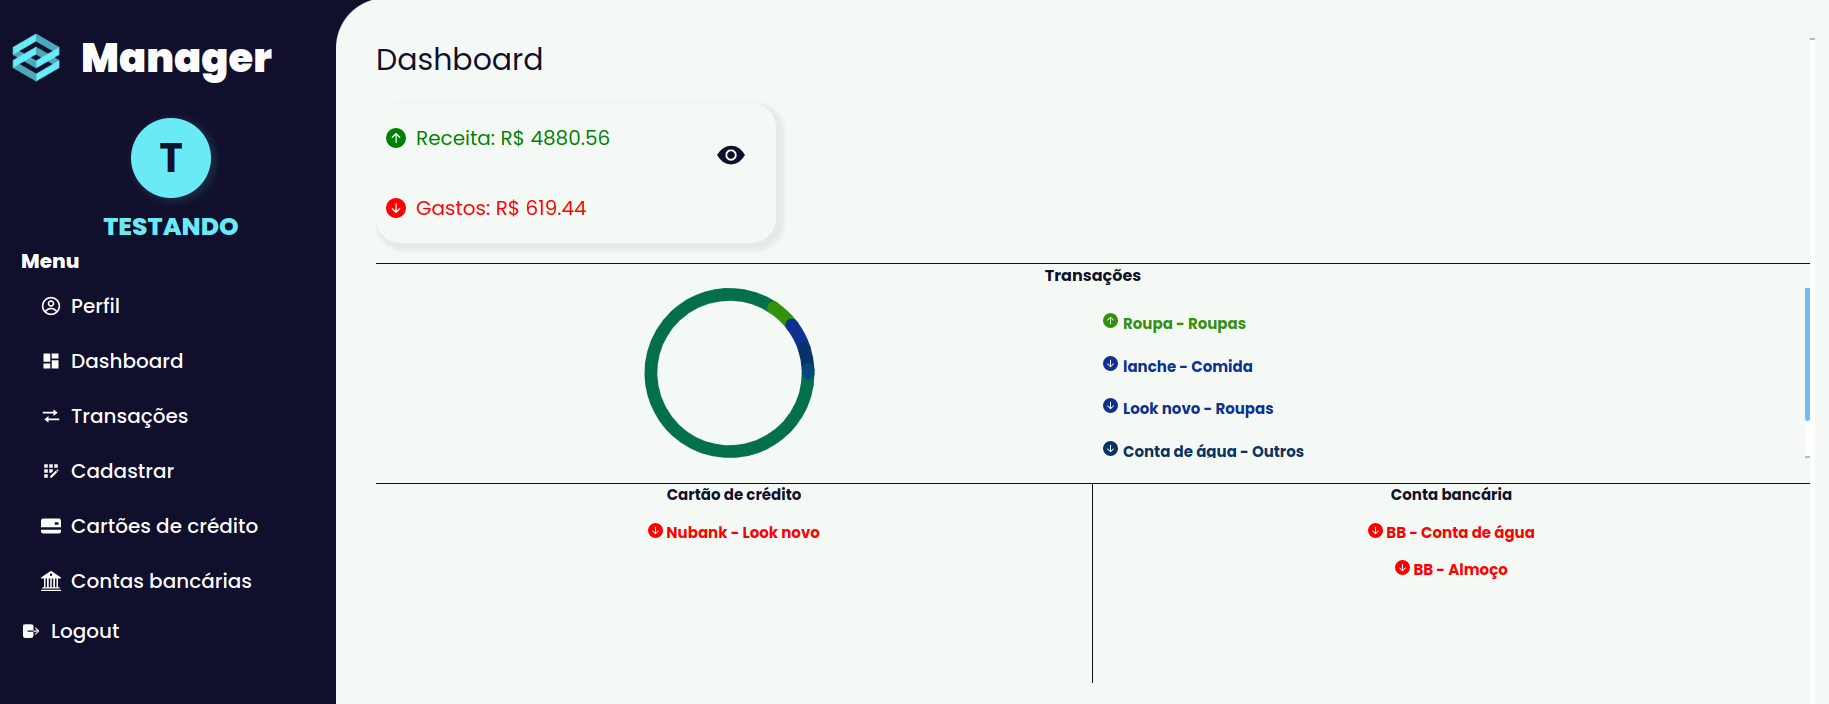 Manager
T
TESTANDO
Menu
Perfil
Dashboard
Transações
Cadastrar
Cartões de crédito
Contas bancárias
Logout
Dashboard
Receita: R$ 4880.56
Gastos: R$ 619.44
Transações
Roupa - Roupas
lanche - Comida
Look novo - Roupas
Conta de água - Outros
Cartão de crédito
Nubank - Look novo
Conta bancária
BB - Conta de água
BB - Almoço